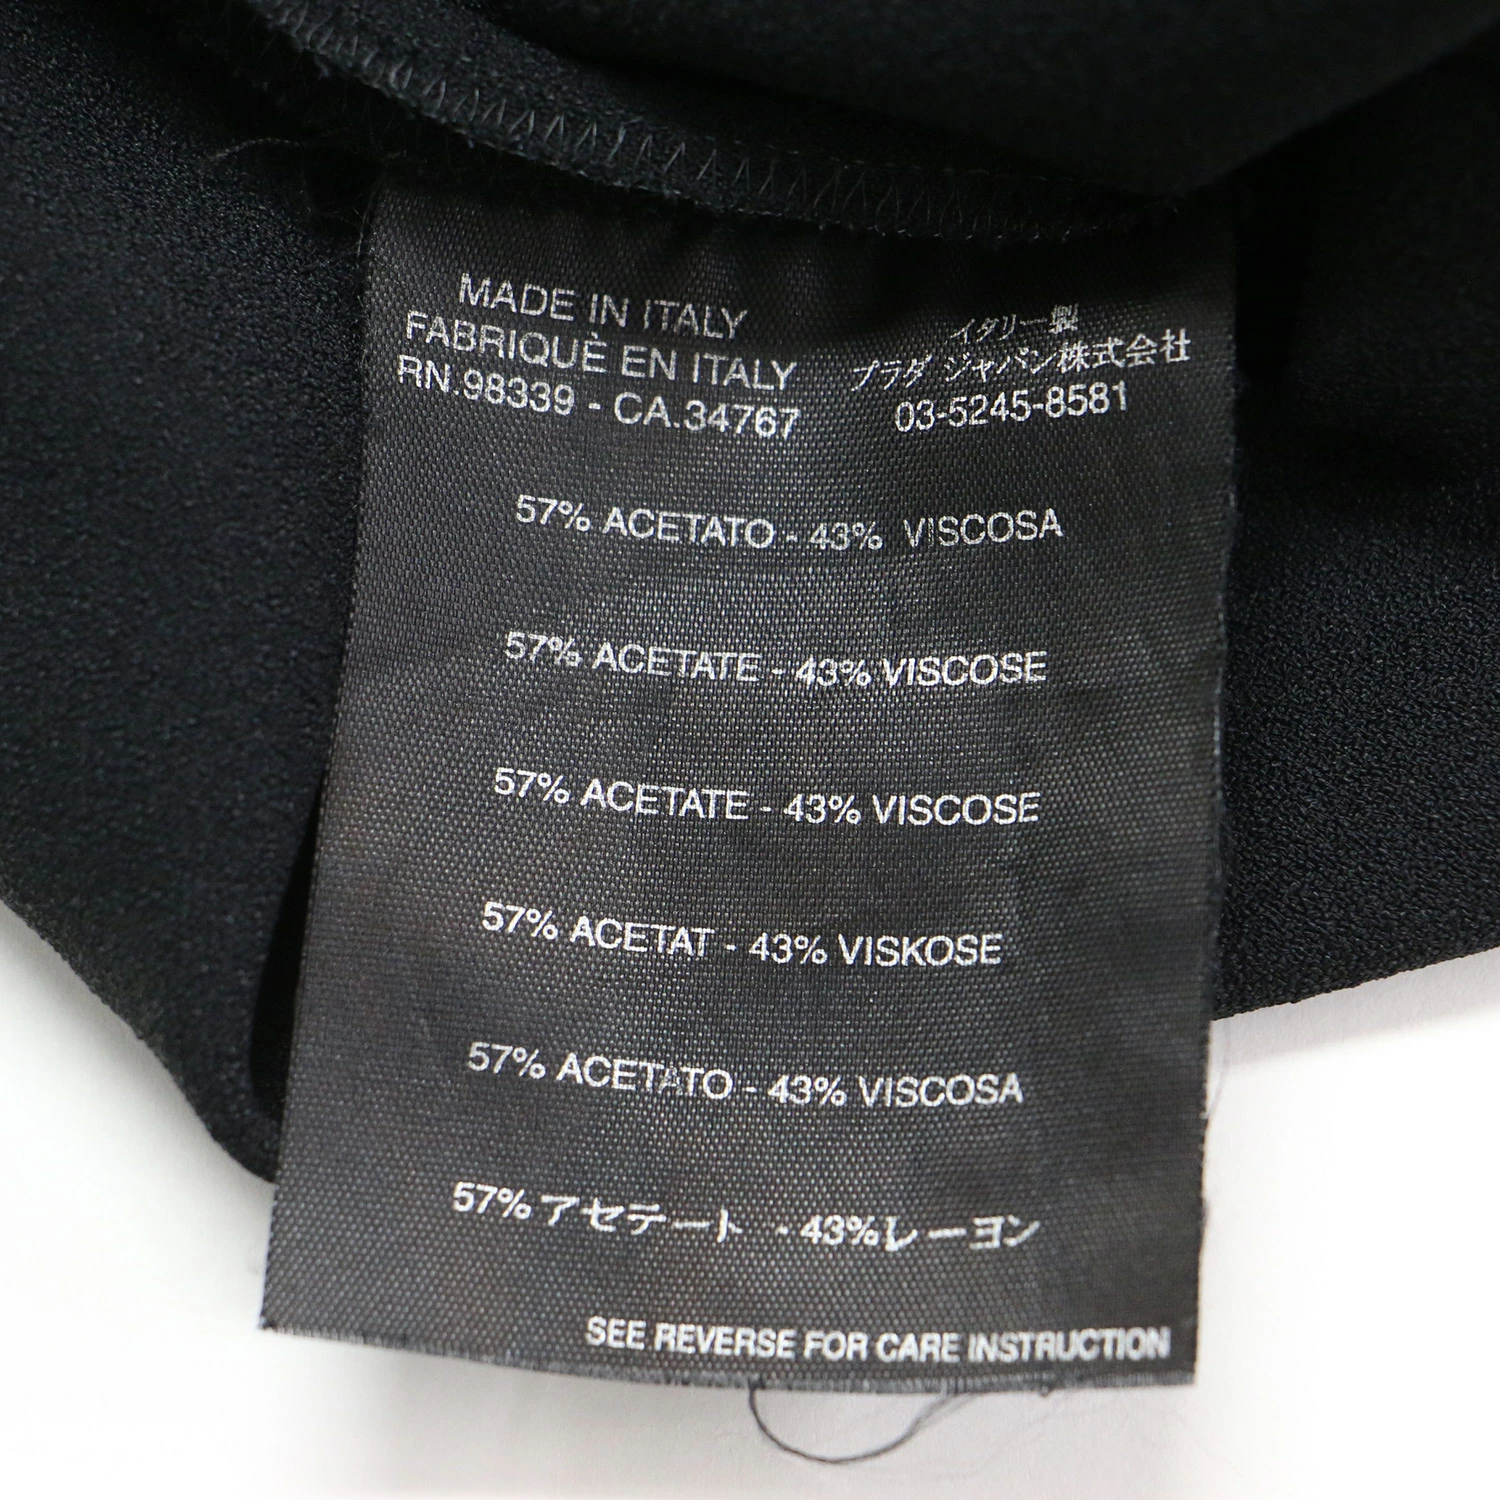 MADE IN ITALY
FABRIQUÈ EN ITALY
RN.98339 - CA.34767
イタリー製
プラダ ジャパン株式会社
03-5245-8581
57% ACETATO - 43% VISCOSA
57% ACETATE - 43% VISCOSE
57% ACETATE - 43% VISCOSE
57% ACETAT - 43% VISKOSE
57% ACETATO - 43% VISCOSA
57%アセテート - 43%レーヨン
SEE REVERSE FOR CARE INSTRUCTION